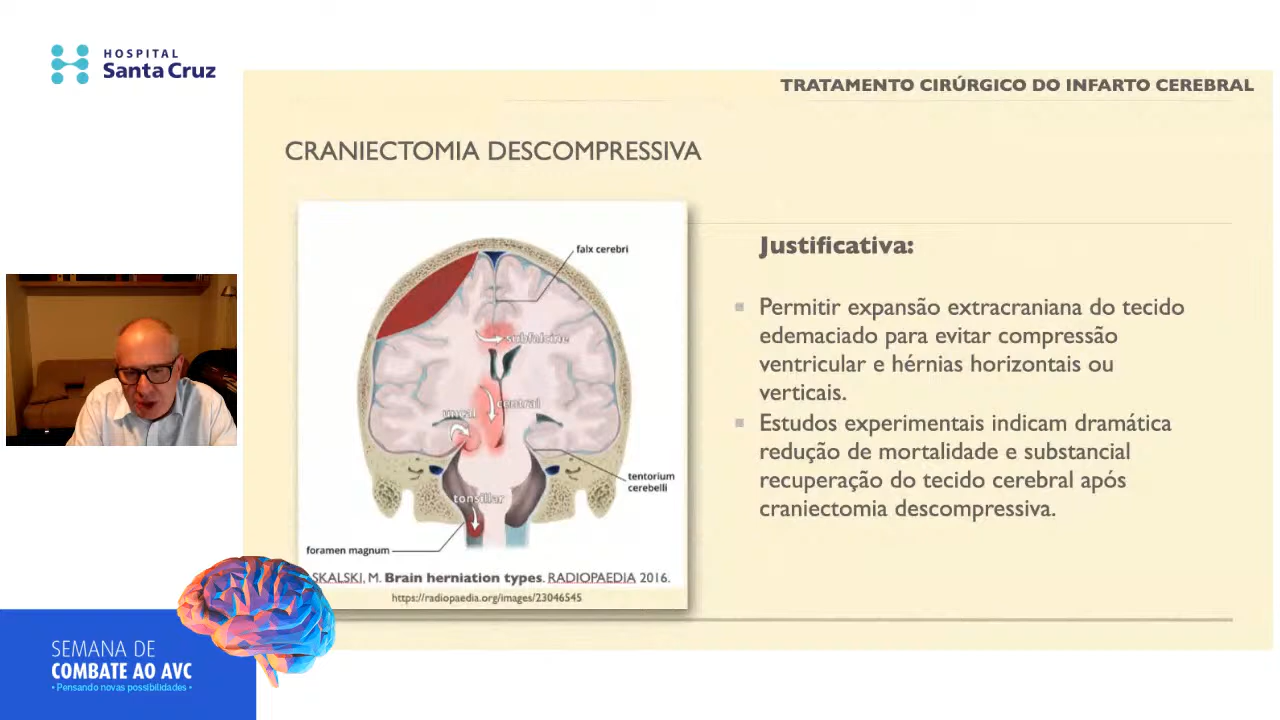 HOSPITAL
Santa Cruz
TRATAMENTO CIRÚRGICO DO INFARTO CEREBRAL
CRANIECTOMIA DESCOMPRESSIVA
falx cerebri
subfalcine
central
uncal
tentorium
cerebelli
tonsillar
foramen magnum
SKALSKI, M. Brain herniation types. RADIOPAEDIA 2016.
https://radiopaedia.org/images/23046545
Justificativa:
Permitir expansão extracraniana do tecido
edemaciado para evitar compressão
ventricular e hérnias horizontais ou
verticais.
Estudos experimentais indicam dramática
redução de mortalidade e substancial
recuperação do tecido cerebral após
craniectomia descompressiva.
SEMANA DE
COMBATE AO AVC
• Pensando novas possibilidades •